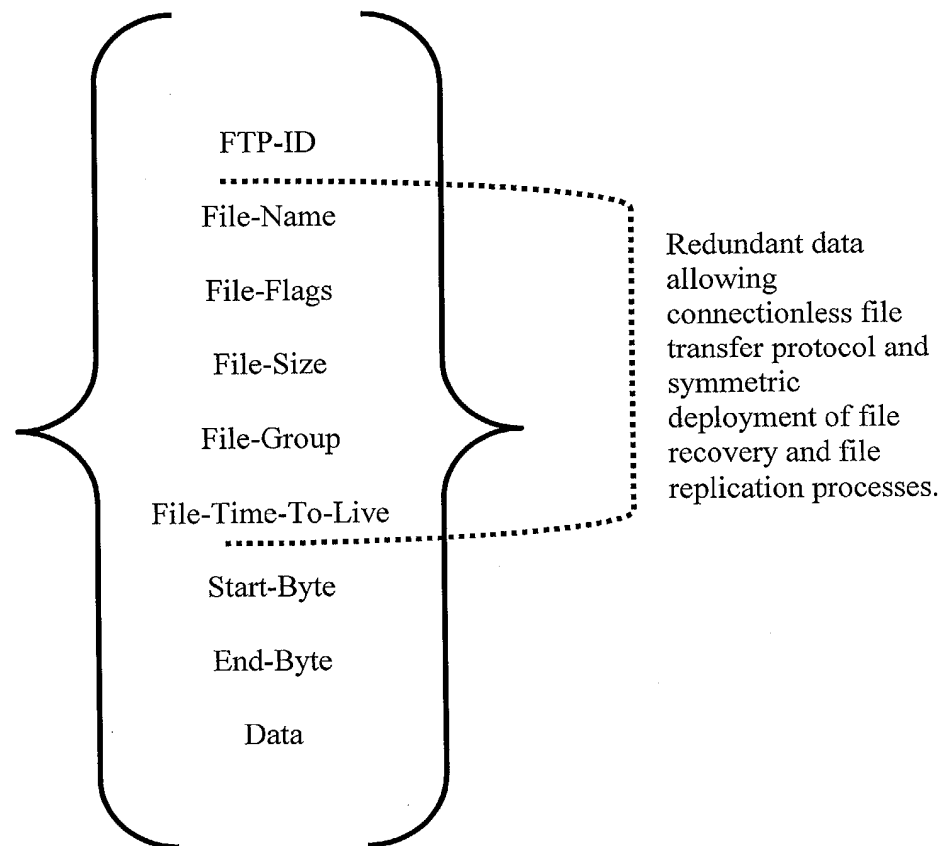 FTP-ID
File-Name
File-Flags
File-Size
File-Group
File-Time-To-Live
Start-Byte
End-Byte
Data
Redundant data
allowing
connectionless file
transfer protocol and
symmetric
deployment of file
recovery and file
replication processes.